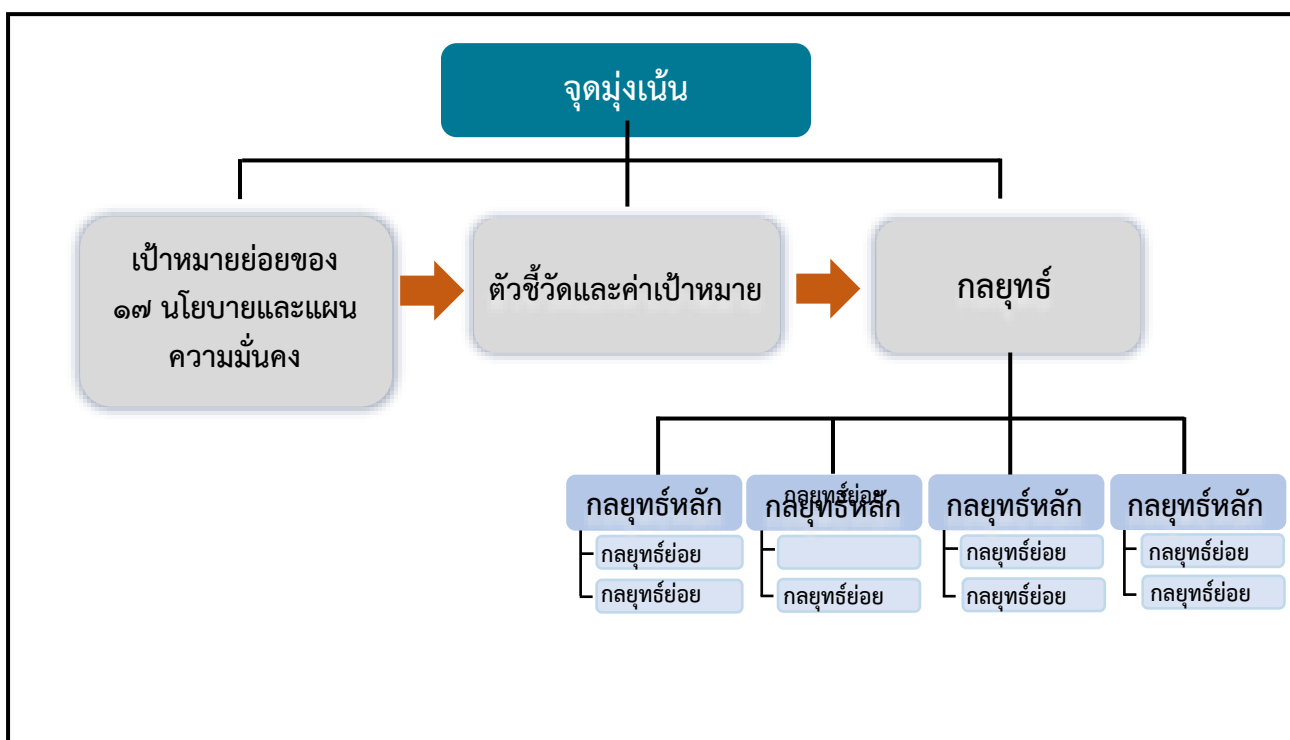 จุดมุ่งเน้น
เป้าหมายย่อยของ
๑๗ นโยบายและแผน
ความมั่นคง
ตัวชี้วัดและค่าเป้าหมาย
กลยุทธ์
กลยุทธ์หลัก
กลยุทธ์ย่อย
กลยุทธ์ย่อย
กลยุทธ์หลัก
กลยุทธ์ย่อย
กลยุทธ์ย่อย
กลยุทธ์หลัก
กลยุทธ์ย่อย
กลยุทธ์ย่อย
กลยุทธ์หลัก
กลยุทธ์ย่อย
กลยุทธ์ย่อย